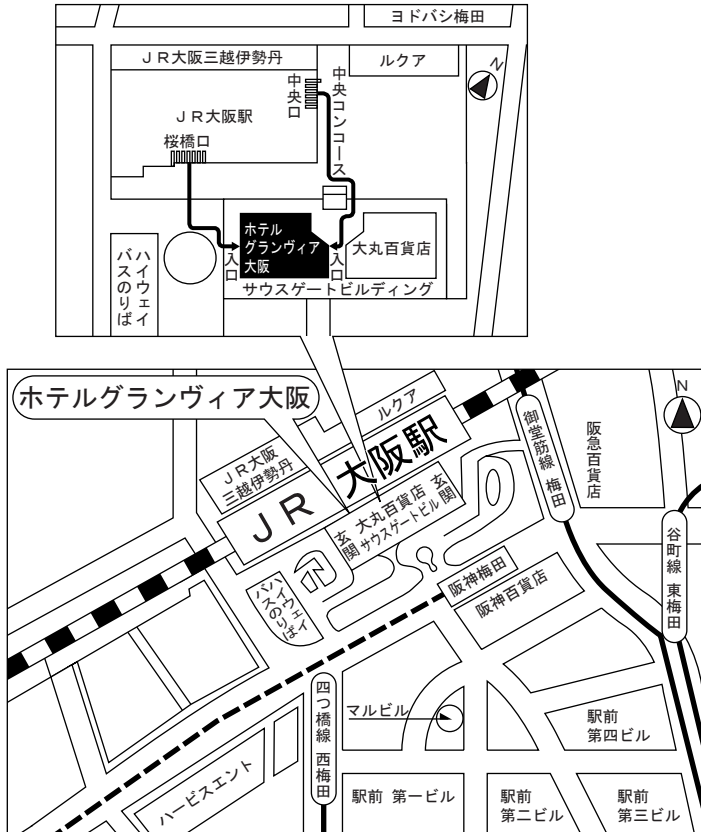 ヨドバシ梅田
JR大阪三越伊勢丹
ルクア
N
中央口
中央コンコース
JR大阪駅
桜橋口
ホテル
グランヴィア
大阪
入口
入口
大丸百貨店
ハイウェイ
バスのりば
サウスゲートビルディング
ホテルグランヴィア大阪
ルクア
N
JR大阪
三越伊勢丹
JR 大阪駅
御堂筋線 梅田
阪急百貨店
大丸百貨店
サウスゲートビル
玄関
玄関
谷町線 東梅田
ハイウェイ
バスのりば
阪神梅田
阪神百貨店
四つ橋線 西梅田
マルビル
駅前
第四ビル
ハービスエント
駅前 第一ビル
駅前
第二ビル
駅前
第三ビル